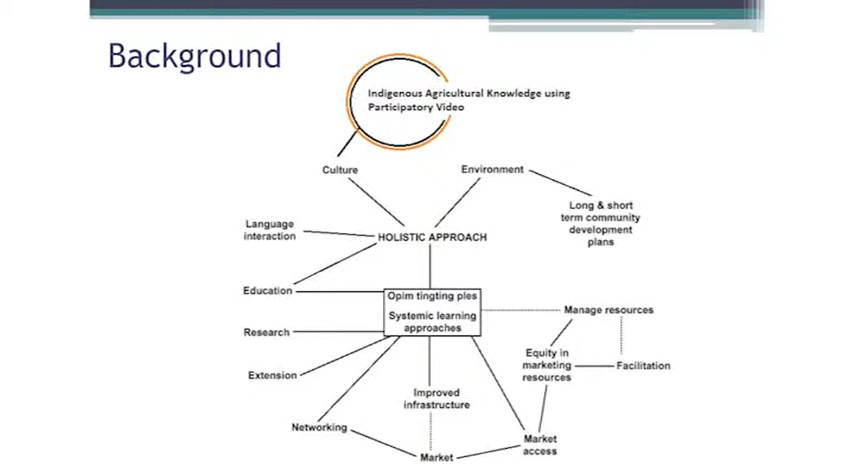 Background
Indigenous Agricultural Knowledge using
Participatory Video
Culture
Environment
Long & short
term community
development
plans
Language
interaction
HOLISTIC APPROACH
Education
Opim tingting ples
Systemic learning
approaches
Manage resources
Research
Equity in
marketing
resources
Facilitation
Extension
Improved
infrastructure
Networking
Market
access
Market